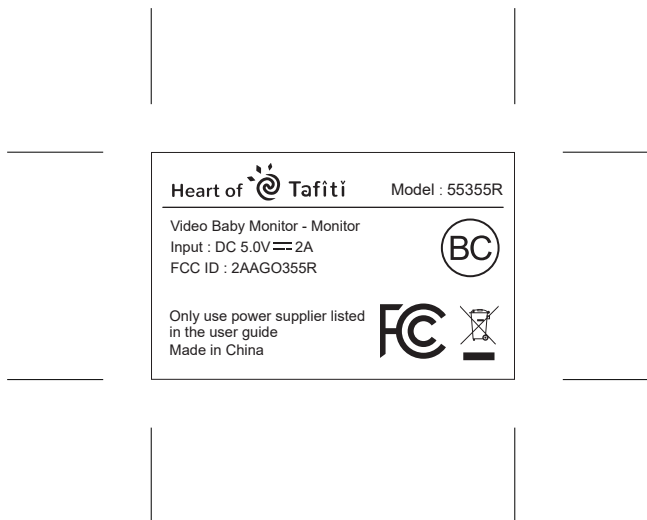 Heart of Tafiti Model : 55355R
Video Baby Monitor - Monitor
Input : DC 5.0V⎓2A
FCC ID : 2AAGO355R
BC
Only use power supplier listed
in the user guide
Made in China
FC